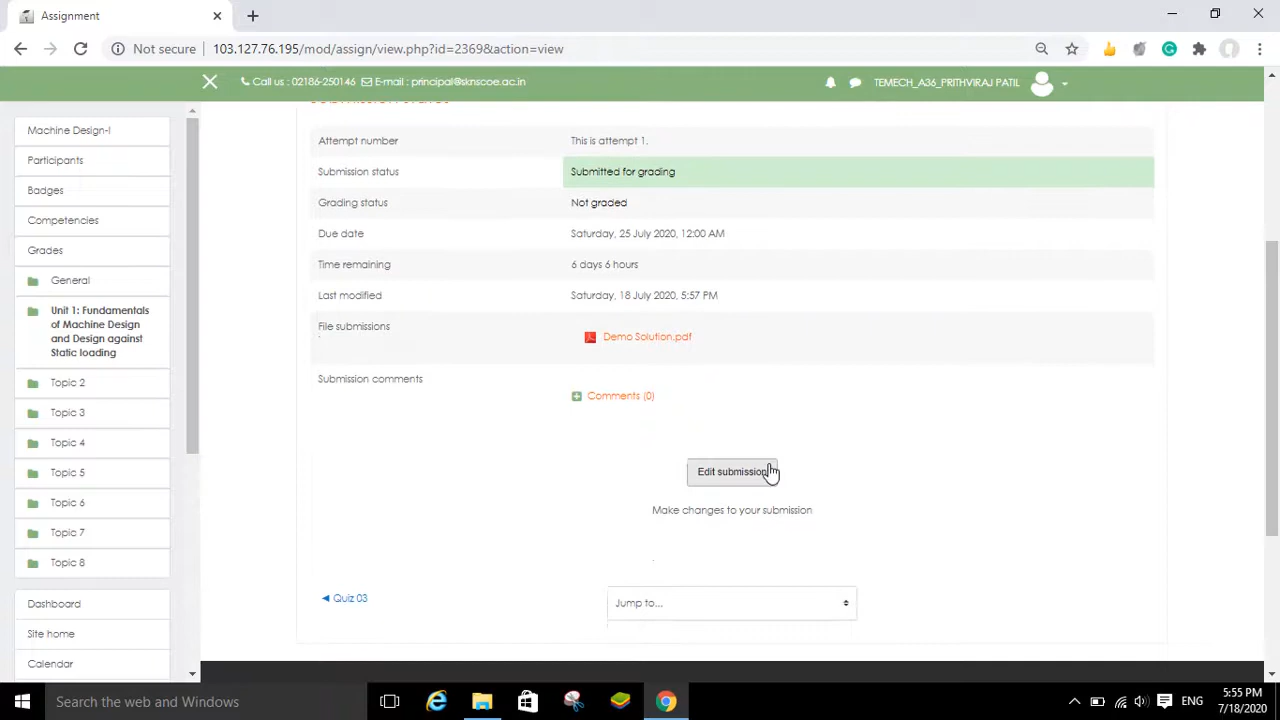 Assignment
Not secure
103.127.76.195/mod/assign/view.php?id=2369&action=view
Call us : 02186-250146 E-mail : principal@sknscoe.ac.in
TEMECH_A36_PRITHVIRAJ PATIL
Machine Design-I
Participants
Badges
Competencies
Grades
General
Unit 1: Fundamentals
of Machine Design
and Design against
Static loading
Topic 2
Topic 3
Topic 4
Topic 5
Topic 6
Topic 7
Topic 8
Dashboard
Site home
Calendar
Attempt number This is attempt 1.
Submission status Submitted for grading
Grading status Not graded
Due date Saturday, 25 July 2020, 12:00 AM
Time remaining 6 days 6 hours
Last modified Saturday, 18 July 2020, 5:57 PM
File submissions
Demo Solution.pdf
Submission comments
Comments (0)
Edit submission
Make changes to your submission
◄ Quiz 03
Jump to...
Search the web and Windows
ENG
5:55 PM
7/18/2020